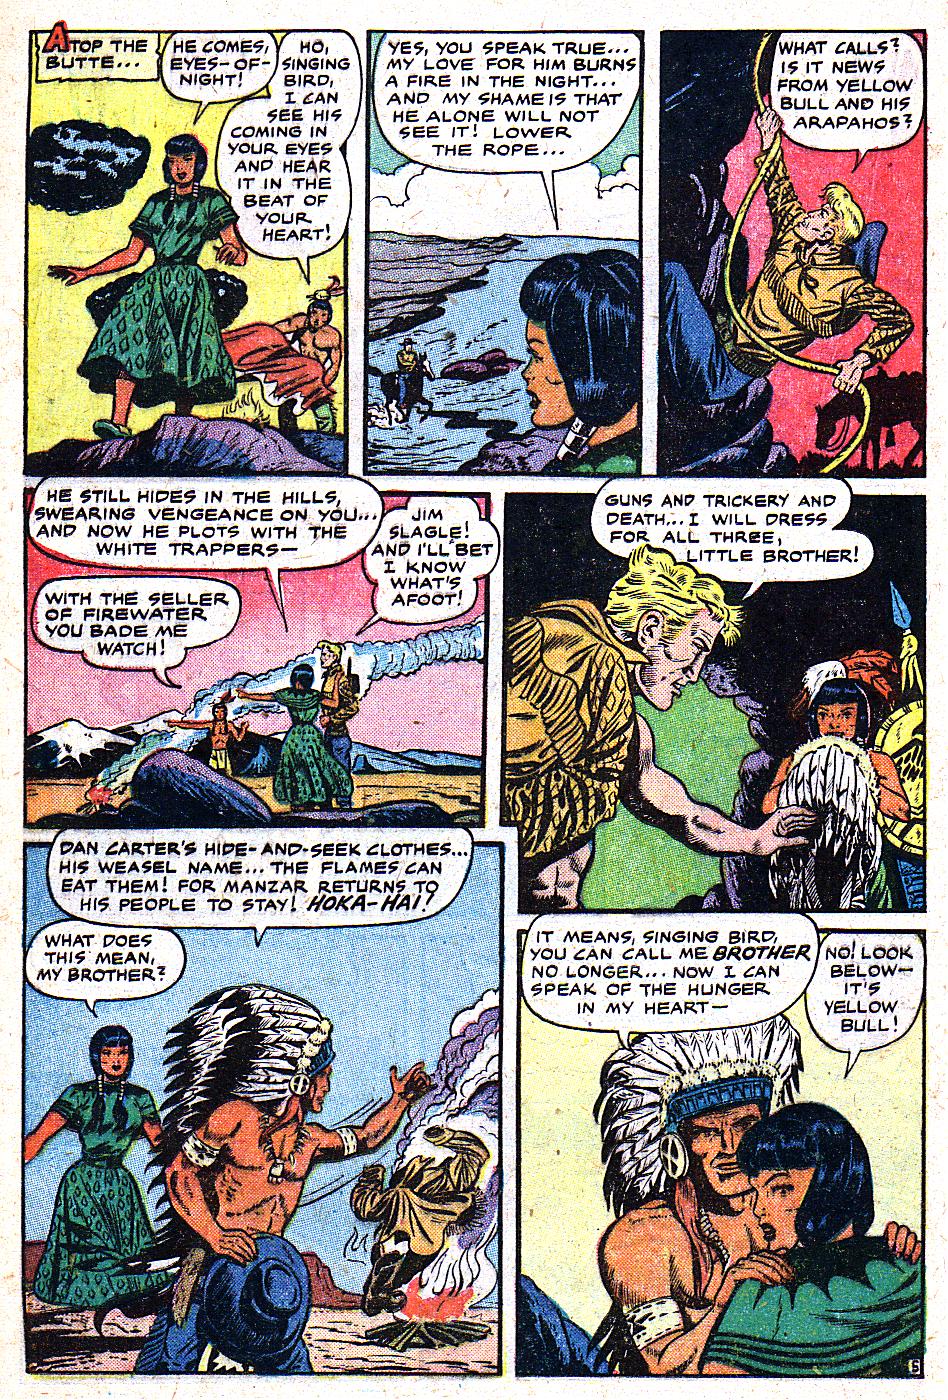 ATOP THE
BUTTE...
HE COMES,
EYES-OF-
NIGHT!
HO,
SINGING
BIRD,
I CAN
SEE HIS
COMING IN
YOUR EYES
AND HEAR
IT IN THE
BEAT OF
YOUR
HEART!
YES, YOU SPEAK TRUE...
MY LOVE FOR HIM BURNS
A FIRE IN THE NIGHT...
AND MY SHAME IS THAT
HE ALONE WILL NOT
SEE IT! LOWER
THE ROPE...
WHAT CALLS?
IS IT NEWS
FROM YELLOW
BULL AND HIS
ARAPAHOS?
HE STILL HIDES IN THE HILLS,
SWEARING VENGEANCE ON YOU...
AND NOW HE PLOTS WITH THE
WHITE TRAPPERS—
JIM
SLAGLE!
AND I'LL BET
I KNOW
WHAT'S
AFOOT!
WITH THE SELLER
OF FIREWATER
YOU BADE ME
WATCH!
GUNS AND TRICKERY AND
DEATH... I WILL DRESS
FOR ALL THREE,
LITTLE BROTHER!
DAN CARTER'S HIDE-AND-SEEK CLOTHES...
HIS WEASEL NAME... THE FLAMES CAN
EAT THEM! FOR MANZAR RETURNS TO
HIS PEOPLE TO STAY! HOKA-HAI!
WHAT DOES
THIS MEAN,
MY BROTHER?
IT MEANS, SINGING BIRD,
YOU CAN CALL ME BROTHER
NO LONGER... NOW I CAN
SPEAK OF THE HUNGER
IN MY HEART—
NO! LOOK
BELOW—
IT'S
YELLOW
BULL!
5